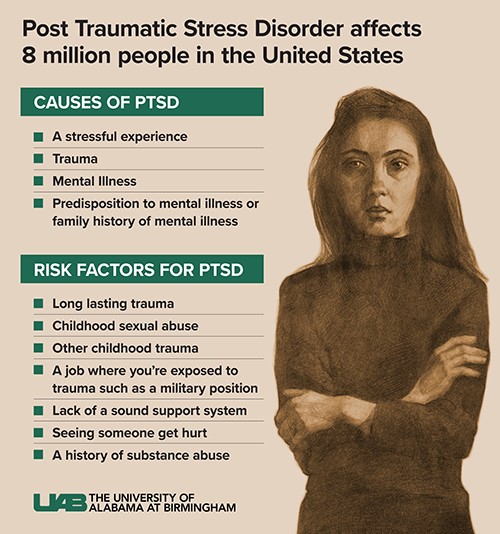 Post Traumatic Stress Disorder affects
8 million people in the United States
CAUSES OF PTSD
A stressful experience
Trauma
Mental Illness
Predisposition to mental illness or
family history of mental illness
RISK FACTORS FOR PTSD
Long lasting trauma
Childhood sexual abuse
Other childhood trauma
A job where you're exposed to
trauma such as a military position
Lack of a sound support system
Seeing someone get hurt
A history of substance abuse
UAB THE UNIVERSITY OF
ALABAMA AT BIRMINGHAM